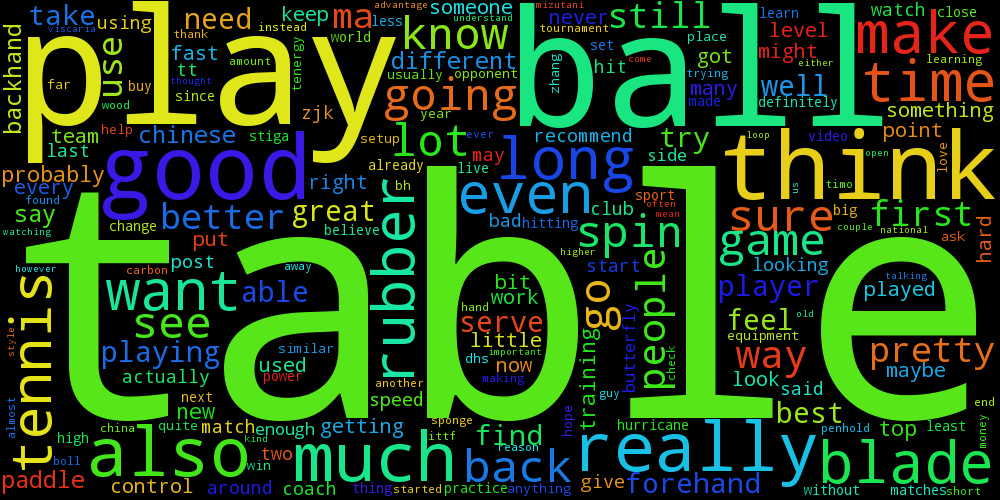 play
ball
table
take
using
need
ma
keep
someone
advantage
less
understand
mizutani
tournament
never
still
watch
close
learn
viscaria
thank
instead
world
know
set
place
many
got
level
might
make
backhand
use
fast
tt
amount
tonergy
different
usually
opponent
zhang
hit
trying
come
made
well
either
learning
time
definitely
something
far
buy
since
wood
zjk
going
year
team
help
chinese
stiga
setup
lot
ever
may
recommend
try
loop
video
point
last
already
live
side
open
love
think
probably
good
right
bh
long
sport
often
mean
us
timo
every
found
better
great
even
club
spin
sure
big
first
say
change
believe
bad
hitting
couple
national
watching
put
rubber
higher
game
ask
hard
however
post
want
able
carbon
away
bit
work
start
go
people
looking
player
talking
played
tennis
see
hand
serve
butterfly
feel
old
style
playing
similar
little
equipment
pretty
actually
used
power
dhs
important
now
training
check
way
maybe
making
look
said
next
new
another
speed
guy
best
end
almost
china
quite
match
enough
getting
sponge
find
hope
hurricane
top
penhold
least
money
high
also
kind
two
much
ittf
reason
really
blade
boll
win
back
paddle
control
around
coach
thing
started
practice
anything
give
forehand
without
matches
short